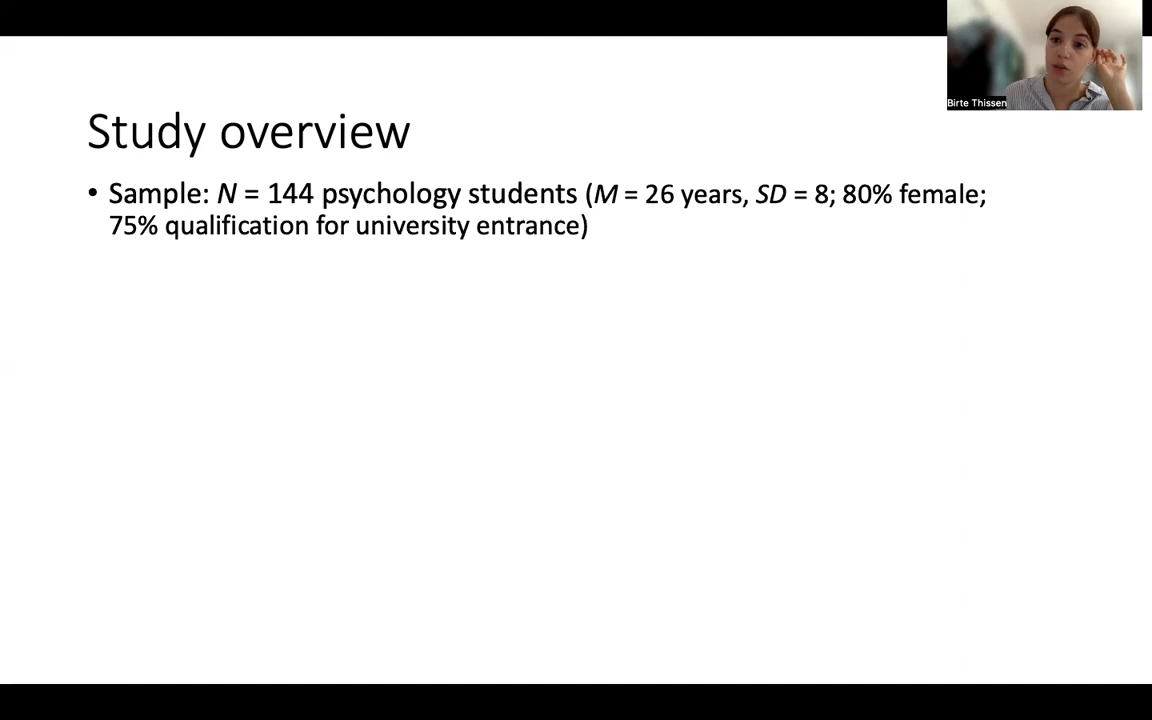 Birte Thissen
Study overview
• Sample: N = 144 psychology students (M = 26 years, SD = 8; 80% female;
75% qualification for university entrance)